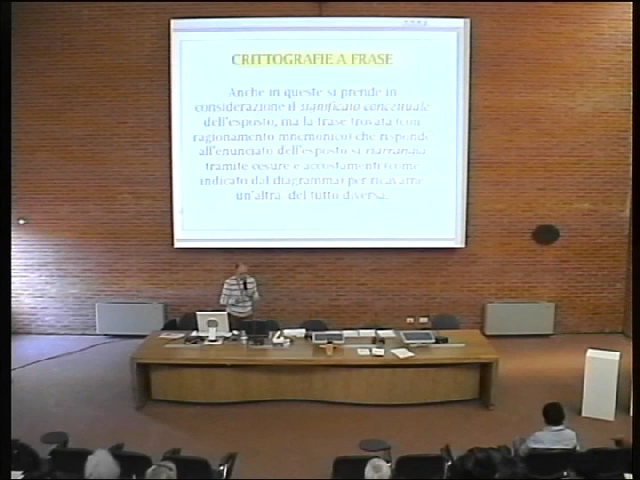 CRITTOGRAFIE A FRASE
Anche in queste si prende in
considerazione il significato concettuale
dell'esposto, ma la frase trovata (con
ragionamento mnemonico) che risponde
all'enunciato dell'esposto si
tramite cesure e accostamenti (come
indicato dal diagramma) per ricavarne
un'altra del tutto diversa.